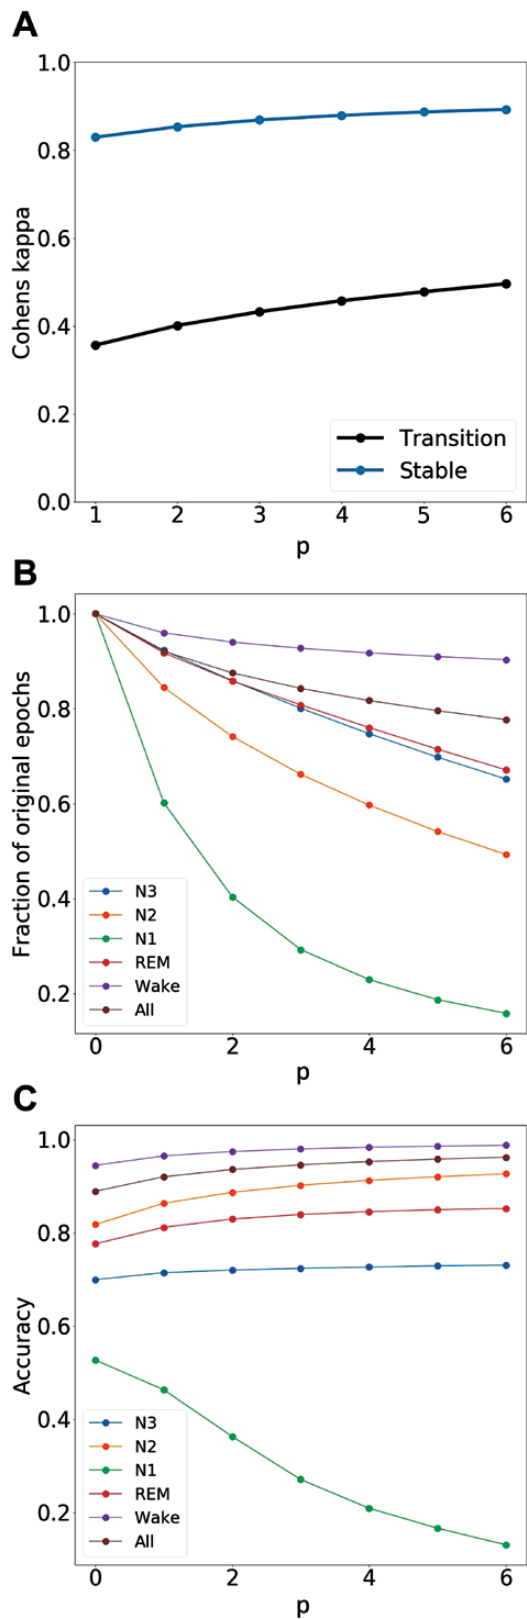 A
1.0
0.8
0.6
0.4
0.2
0.0
Cohens kappa
Transition
Stable
1 2 3 4 5 6
p
B
1.0
0.8
0.6
0.4
0.2
Fraction of original epochs
N3
N2
N1
REM
Wake
All
0 2 4 6
p
C
1.0
0.8
0.6
0.4
0.2
Accuracy
N3
N2
N1
REM
Wake
All
0 2 4 6
p